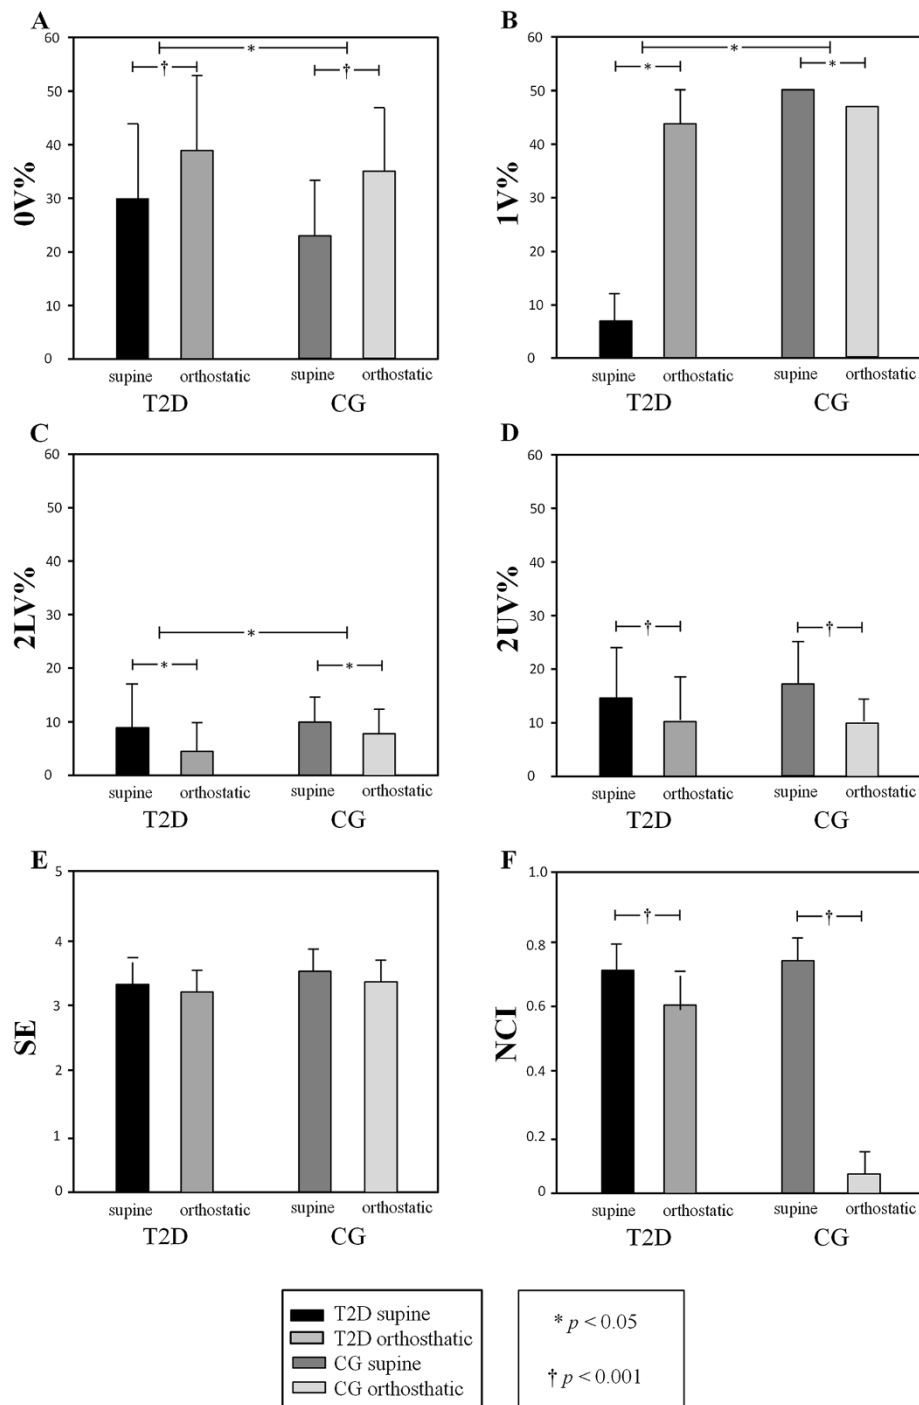 A
60
50
40
30
20
10
0
0V%
*
†
†
supine orthostatic supine orthostatic
T2D CG
B
60
50
40
30
20
10
0
1V%
*
*
*
supine orthostatic supine orthostatic
T2D CG
C
60
50
40
30
20
10
0
2LV%
*
*
*
supine orthostatic supine orthostatic
T2D CG
D
60
50
40
30
20
10
0
2UV%
†
†
supine orthostatic supine orthostatic
T2D CG
E
5
4
3
2
1
0
SE
supine orthostatic supine orthostatic
T2D CG
F
1.0
0.8
0.6
0.4
0.2
0
NCI
†
†
supine orthostatic supine orthostatic
T2D CG
T2D supine
T2D orthosthatic
CG supine
CG orthosthatic
* p < 0.05
† p < 0.001